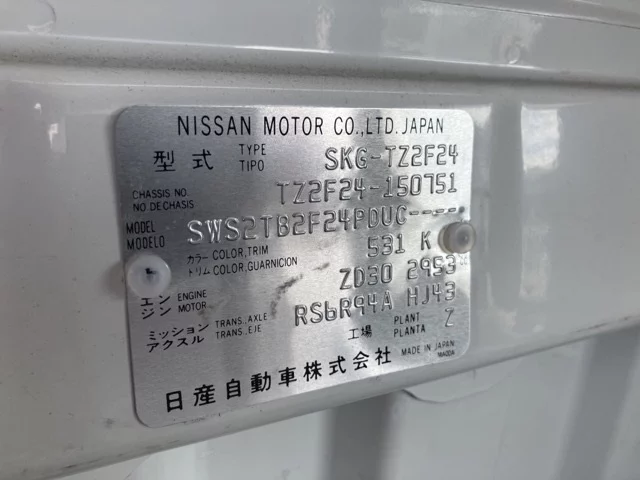 NISSAN MOTOR CO.,LTD. JAPAN
型式 TYPE TIPO SKG-TZ2F24
CHASSIS NO. NO DE CHASIS TZ2F24-150751
MODEL MODELO SWS2TB2F24PDUC-----
カラー COLOR,TRIM トリム COLOR,GUARNICION 531 K
エンジン ENGINE MOTOR ZD30 2953 cc
ミッション アクスル TRANS.,AXLE TRANS.,EJE RS6R94A HJ43
工場 PLANT PLANTA Z
日産自動車株式会社 MADE IN JAPAN